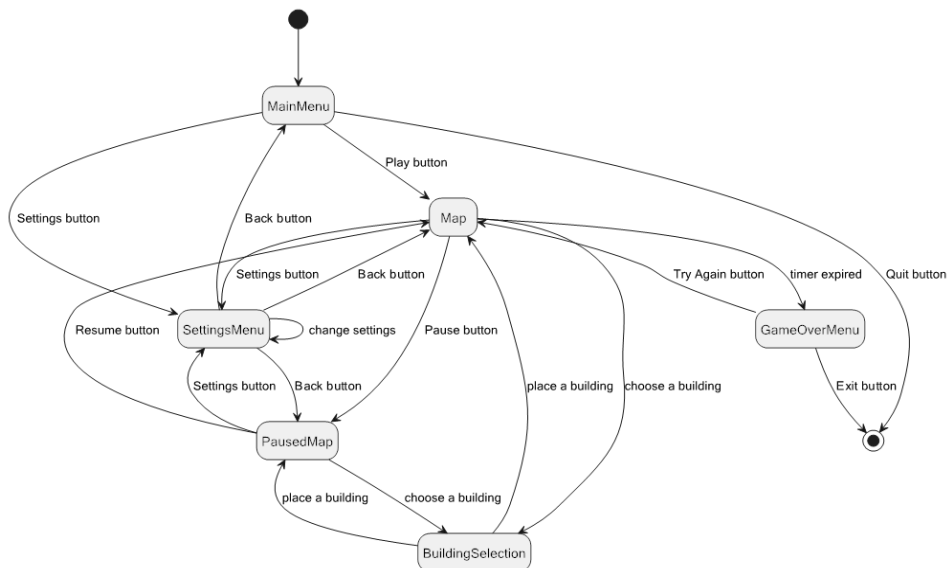 MainMenu
Play button
Settings button
Back button
Map
Settings button
Back button
Try Again button
timer expired
Quit button
Resume button
SettingsMenu
change settings
Pause button
GameOverMenu
Settings button
Back button
place a building
choose a building
Exit button
PausedMap
place a building
choose a building
BuildingSelection